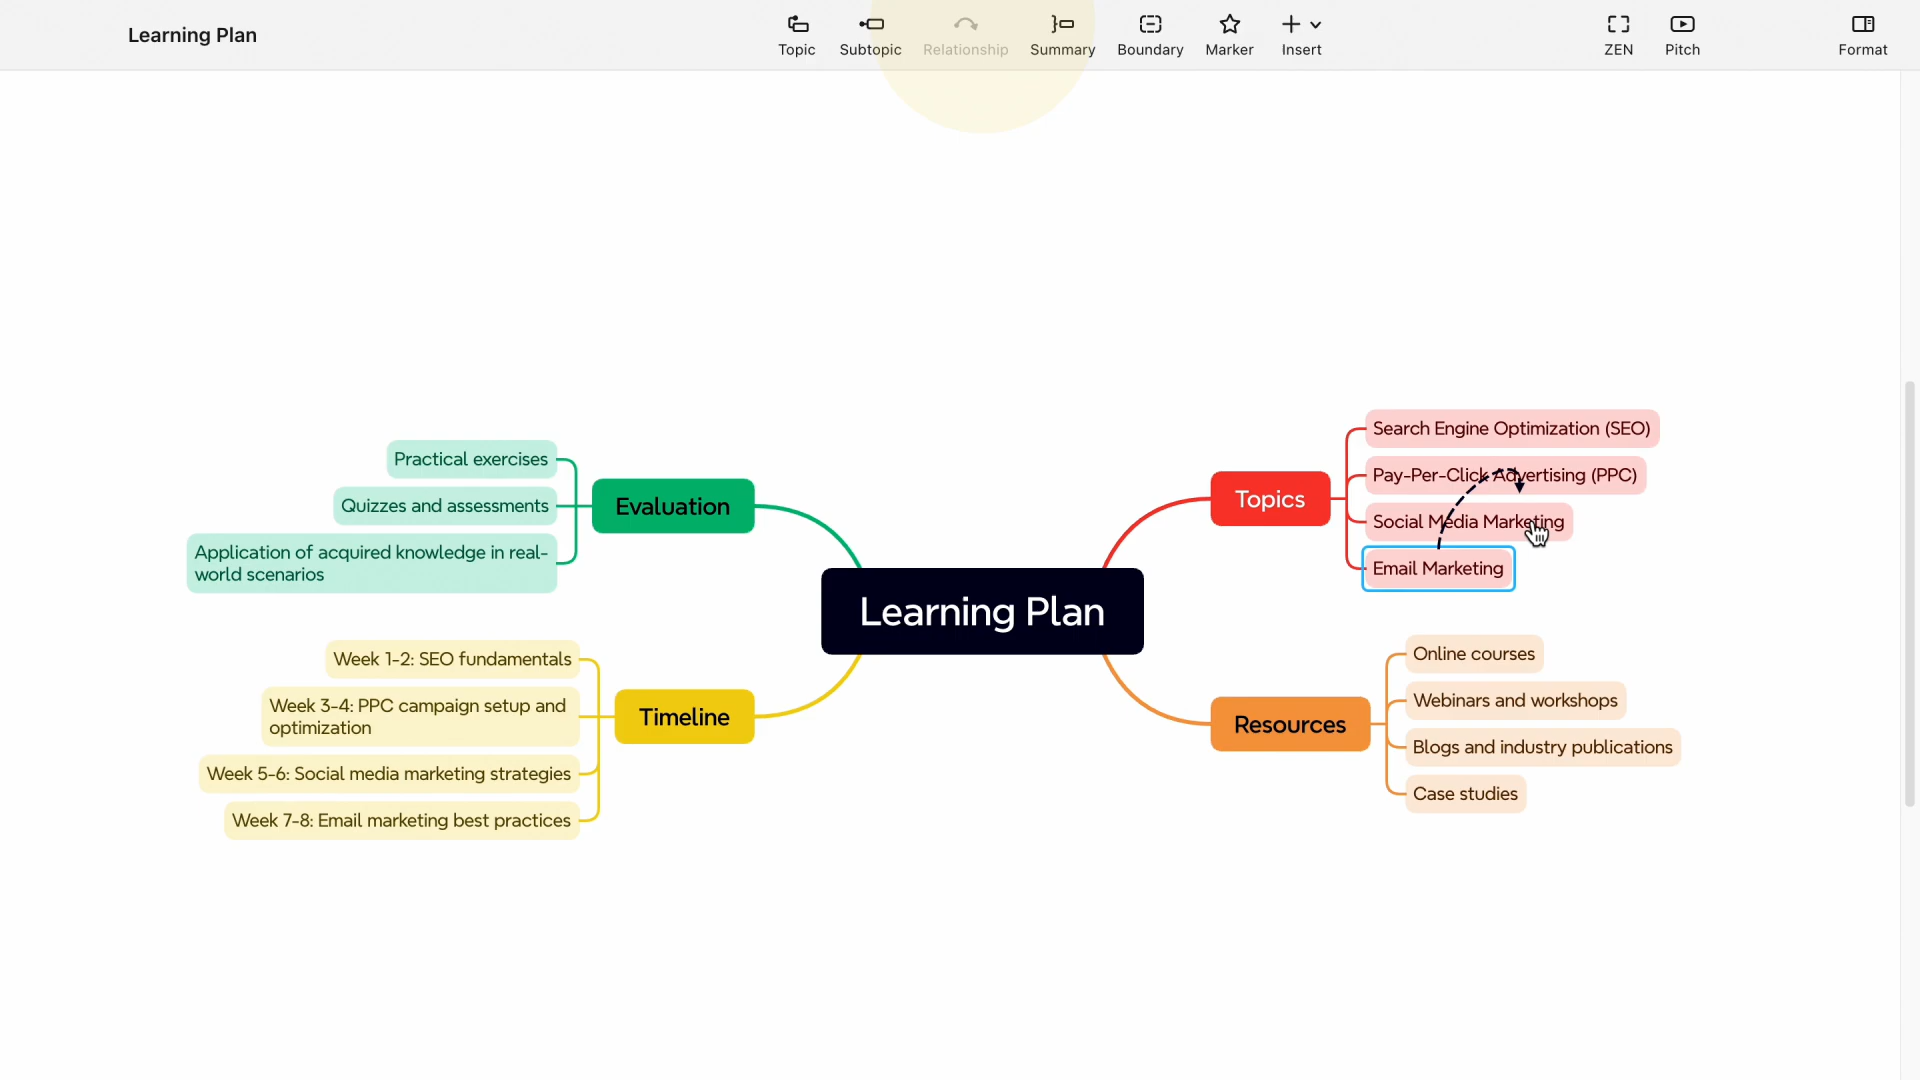 Learning Plan
Topic
Subtopic
Relationship
Summary
Boundary
Marker
Insert
ZEN
Pitch
Format
Practical exercises
Quizzes and assessments
Application of acquired knowledge in real-
world scenarios
Evaluation
Week 1-2: SEO fundamentals
Week 3-4: PPC campaign setup and
optimization
Week 5-6: Social media marketing strategies
Week 7-8: Email marketing best practices
Timeline
Learning Plan
Topics
Search Engine Optimization (SEO)
Pay-Per-Click Advertising (PPC)
Social Media Marketing
Email Marketing
Resources
Online courses
Webinars and workshops
Blogs and industry publications
Case studies